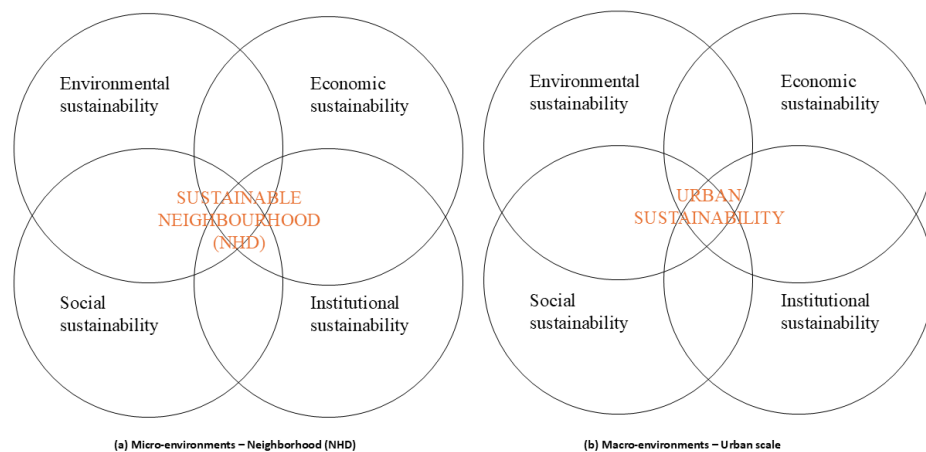 Environmental
sustainability
Economic
sustainability
SUSTAINABLE
NEIGHBOURHOOD
(NHD)
Social
sustainability
Institutional
sustainability
(a) Micro-environments – Neighborhood (NHD)
Environmental
sustainability
Economic
sustainability
URBAN
SUSTAINABILITY
Social
sustainability
Institutional
sustainability
(b) Macro-environments – Urban scale